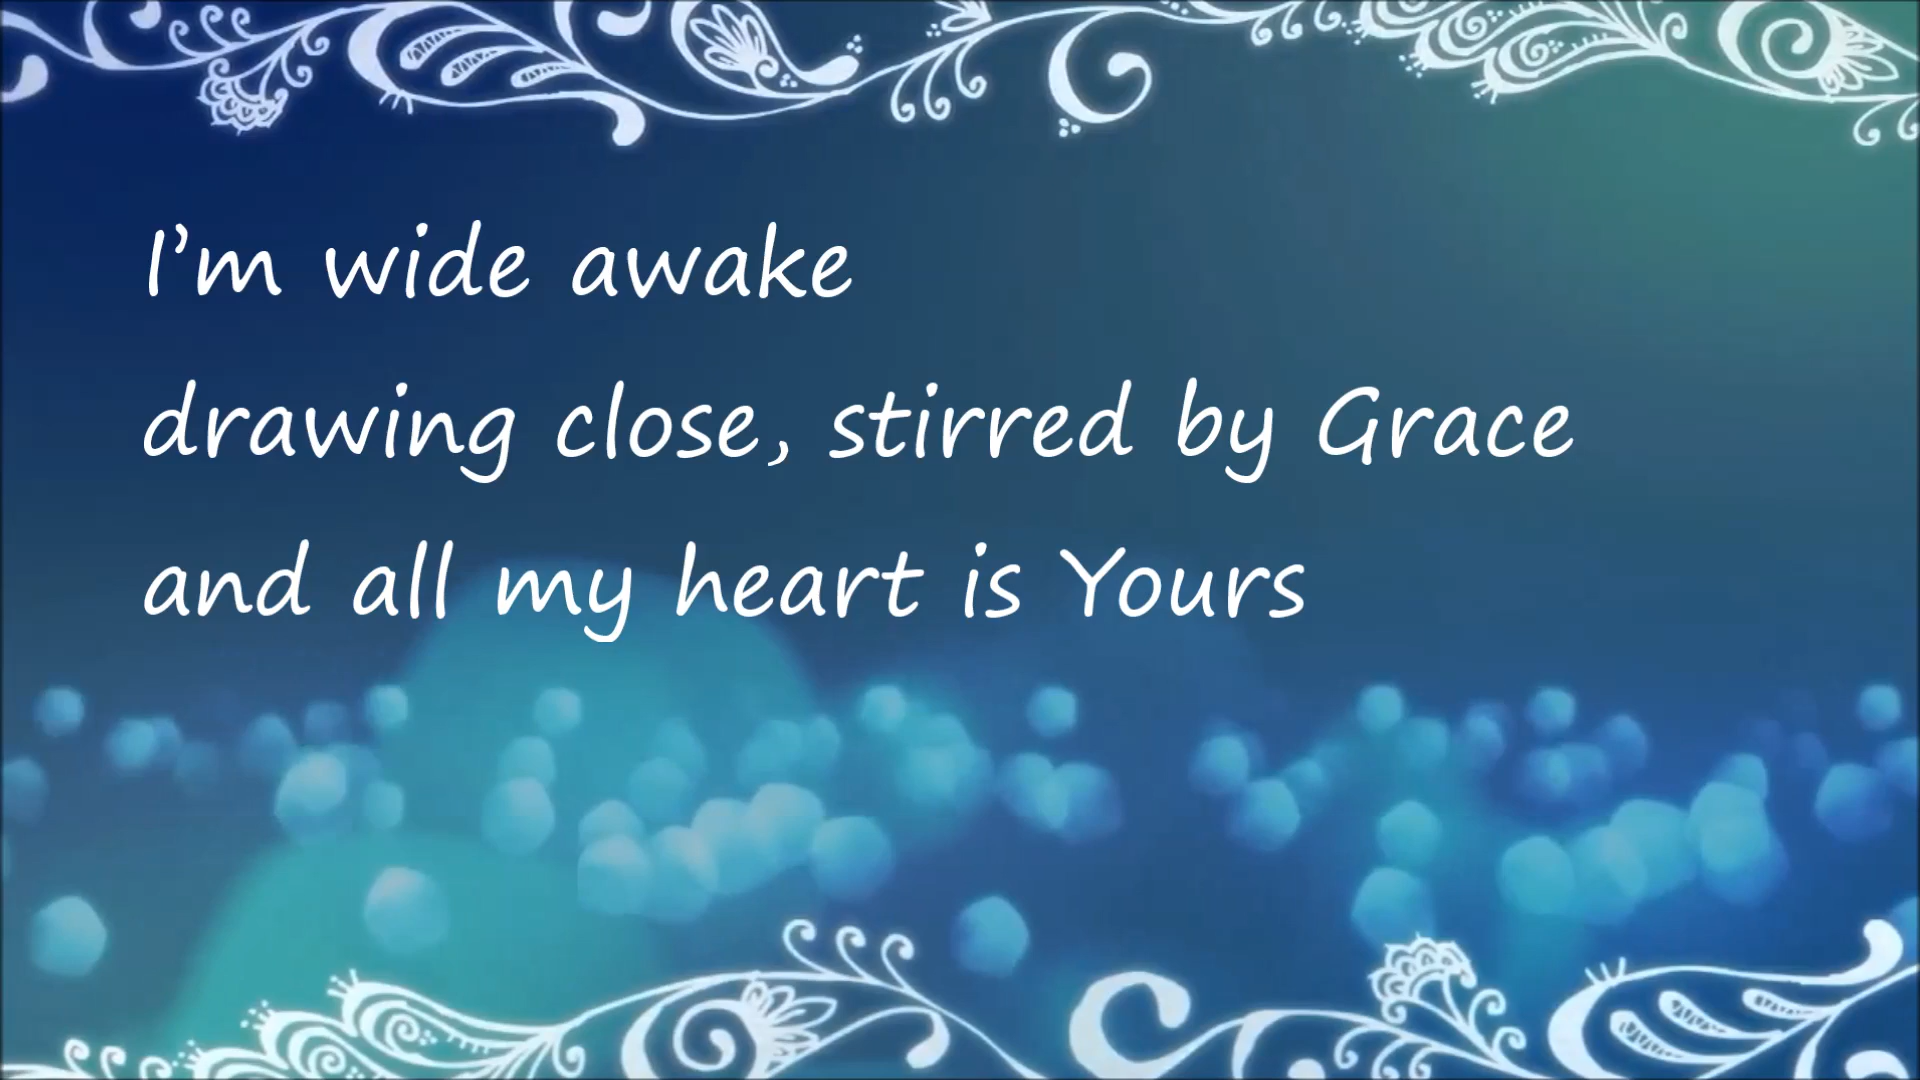 I’m wide awake
drawing close, stirred by Grace
and all my heart is Yours